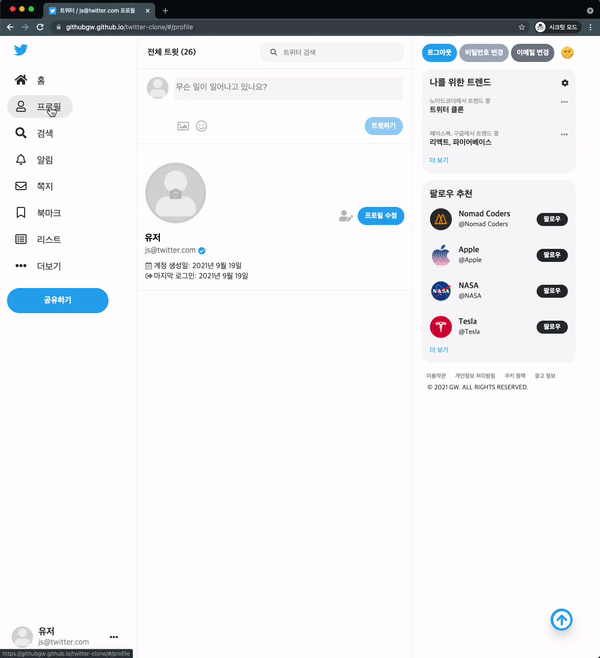 트위터 / js@twitter.com 프로필
githubgw.github.io/twitter-clone/#/profile
시크릿 모드
홈
프로필
검색
알림
쪽지
북마크
리스트
더보기
공유하기
유저
js@twitter.com
https://githubgw.github.io/twitter-clone/#/profile
전체 트윗 (26)
트위터 검색
무슨 일이 일어나고 있나요?
트윗하기
프로필 수정
유저
js@twitter.com
계정 생성일: 2021년 9월 19일
마지막 로그인: 2021년 9월 19일
로그아웃
비밀번호 변경
이메일 변경
나를 위한 트렌드
노마드코더에서 트렌드 중
트위터 클론
페이스북, 구글에서 트렌드 중
리액트, 파이어베이스
더 보기
팔로우 추천
Nomad Coders
@Nomad Coders
팔로우
Apple
@Apple
팔로우
NASA
@NASA
팔로우
Tesla
@Tesla
팔로우
더 보기
이용약관 개인정보 처리방침 쿠키 정책 광고 정보
© 2021 GW. ALL RIGHTS RESERVED.